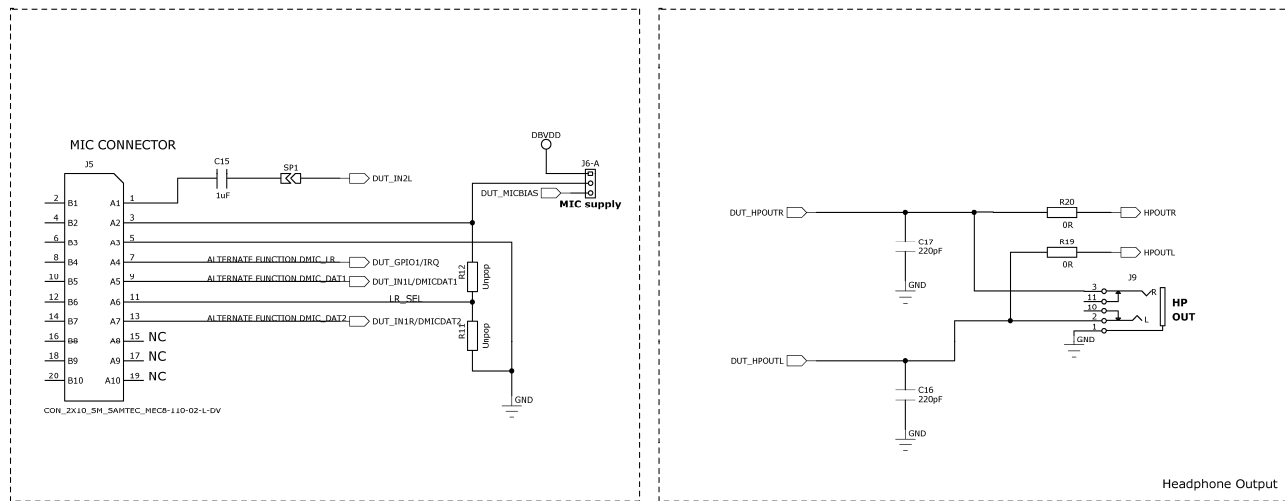 MIC CONNECTOR
J5
2 B1 A1 1
4 B2 A2 3
6 B3 A3 5
8 B4 A4 7
10 B5 A5 9
12 B6 A6 11
14 B7 A7 13
16 B8 A8 15 NC
18 B9 A9 17 NC
20 B10 A10 19 NC
CON_2X10_SM_SAMTEC_MEC8-110-02-L-DV
C15
1uF
SP1
DUT_IN2L
DBVDD
J6-A
DUT_MICBIAS
MIC supply
ALTERNATE FUNCTION DMIC_LR
DUT_GPIO1/IRQ
ALTERNATE FUNCTION DMIC_DAT1
DUT_IN1L/DMICDAT1
LR_SEL
ALTERNATE FUNCTION DMIC_DAT2
DUT_IN1R/DMICDAT2
R12
Unpop
R11
Unpop
GND
DUT_HPOUTR
C17
220pF
GND
R20
0R
HPOUTR
R19
0R
HPOUTL
J9
3
11
10
2
1
R
L
HP
OUT
GND
DUT_HPOUTL
C16
220pF
GND
Headphone Output